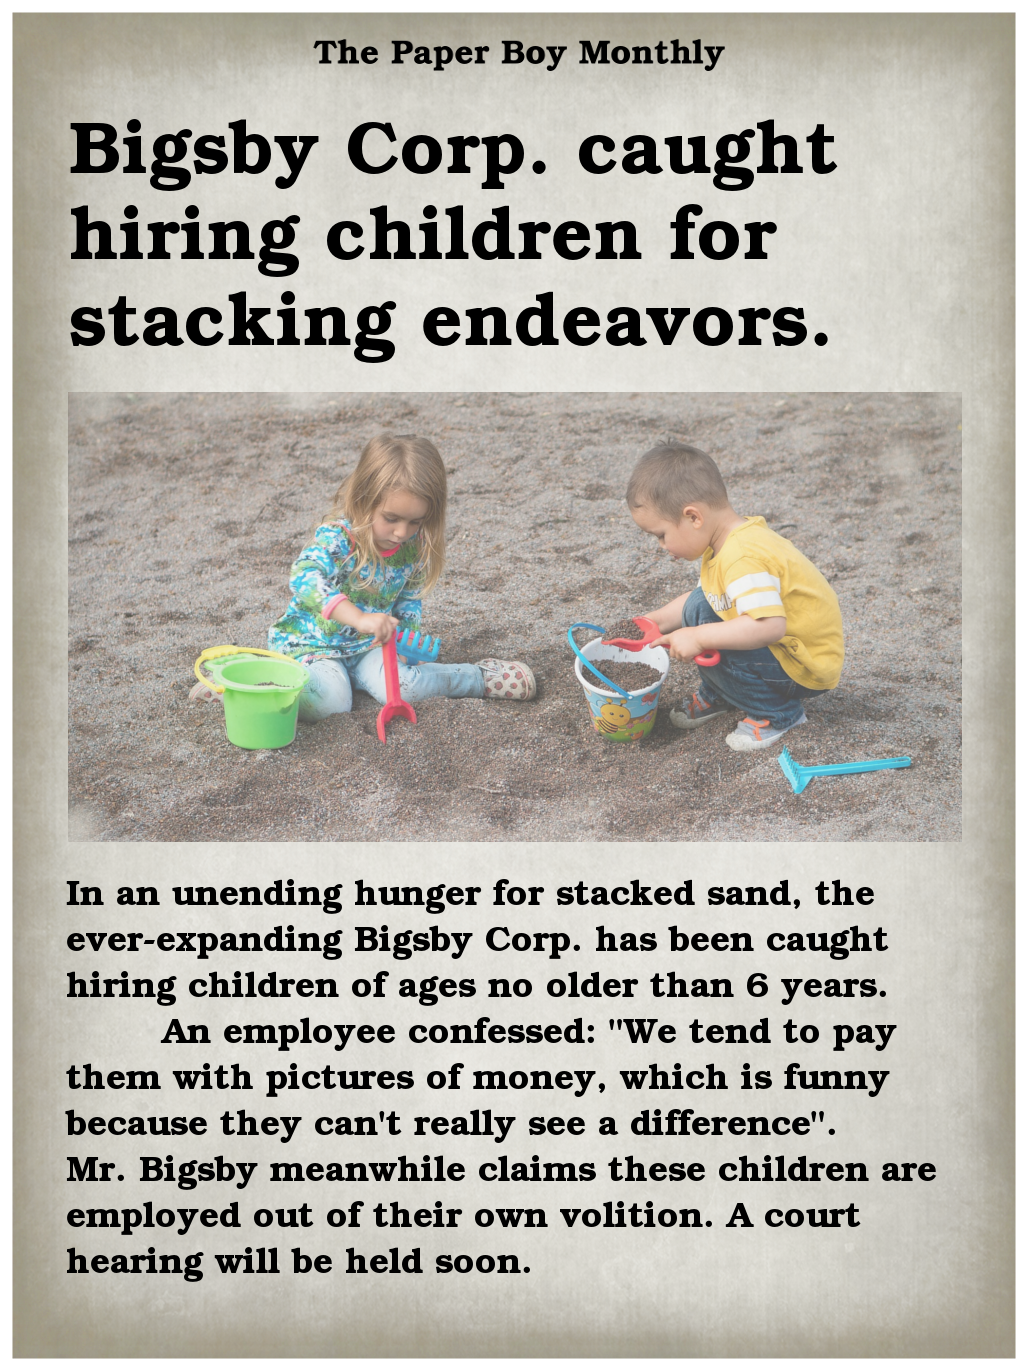 The Paper Boy Monthly
Bigsby Corp. caught
hiring children for
stacking endeavors.
In an unending hunger for stacked sand, the
ever-expanding Bigsby Corp. has been caught
hiring children of ages no older than 6 years.
An employee confessed: "We tend to pay
them with pictures of money, which is funny
because they can't really see a difference".
Mr. Bigsby meanwhile claims these children are
employed out of their own volition. A court
hearing will be held soon.